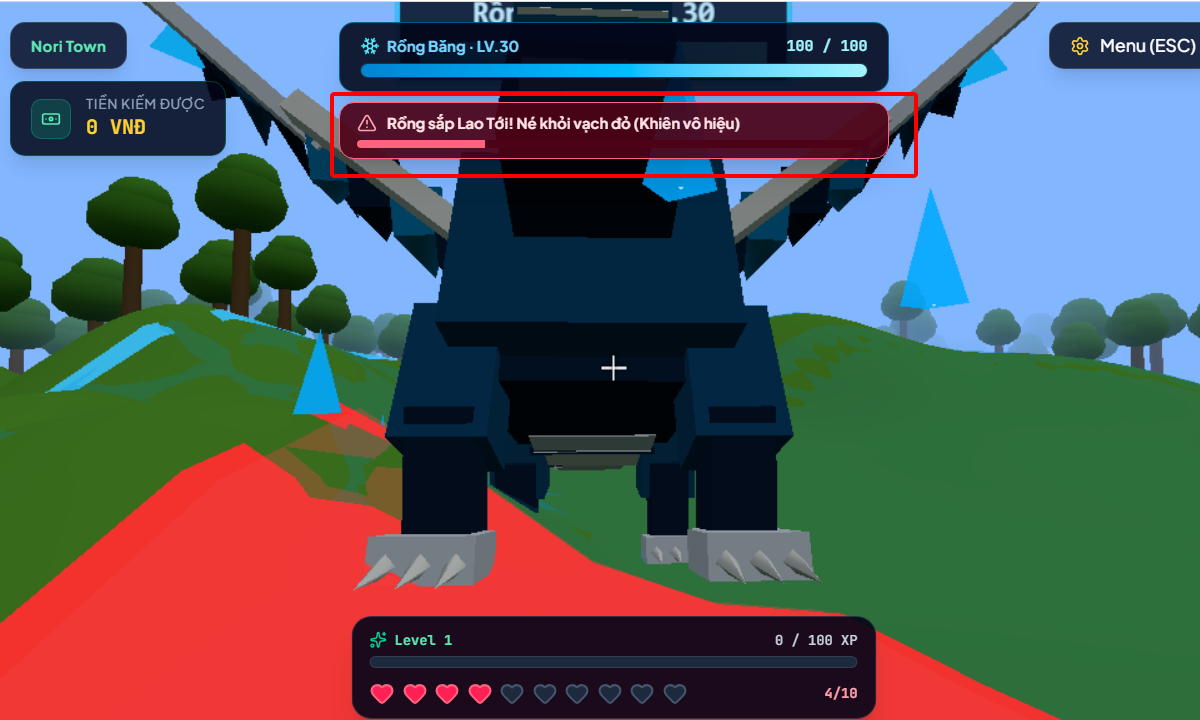 .30
Nori Town
Rồng Băng · LV.30
100 / 100
Menu (ESC)
TIỀN KIẾM ĐƯỢC
0 VNĐ
Rồng sắp Lao Tới! Né khỏi vạch đỏ (Khiên vô hiệu)
Level 1
0 / 100 XP
4/10